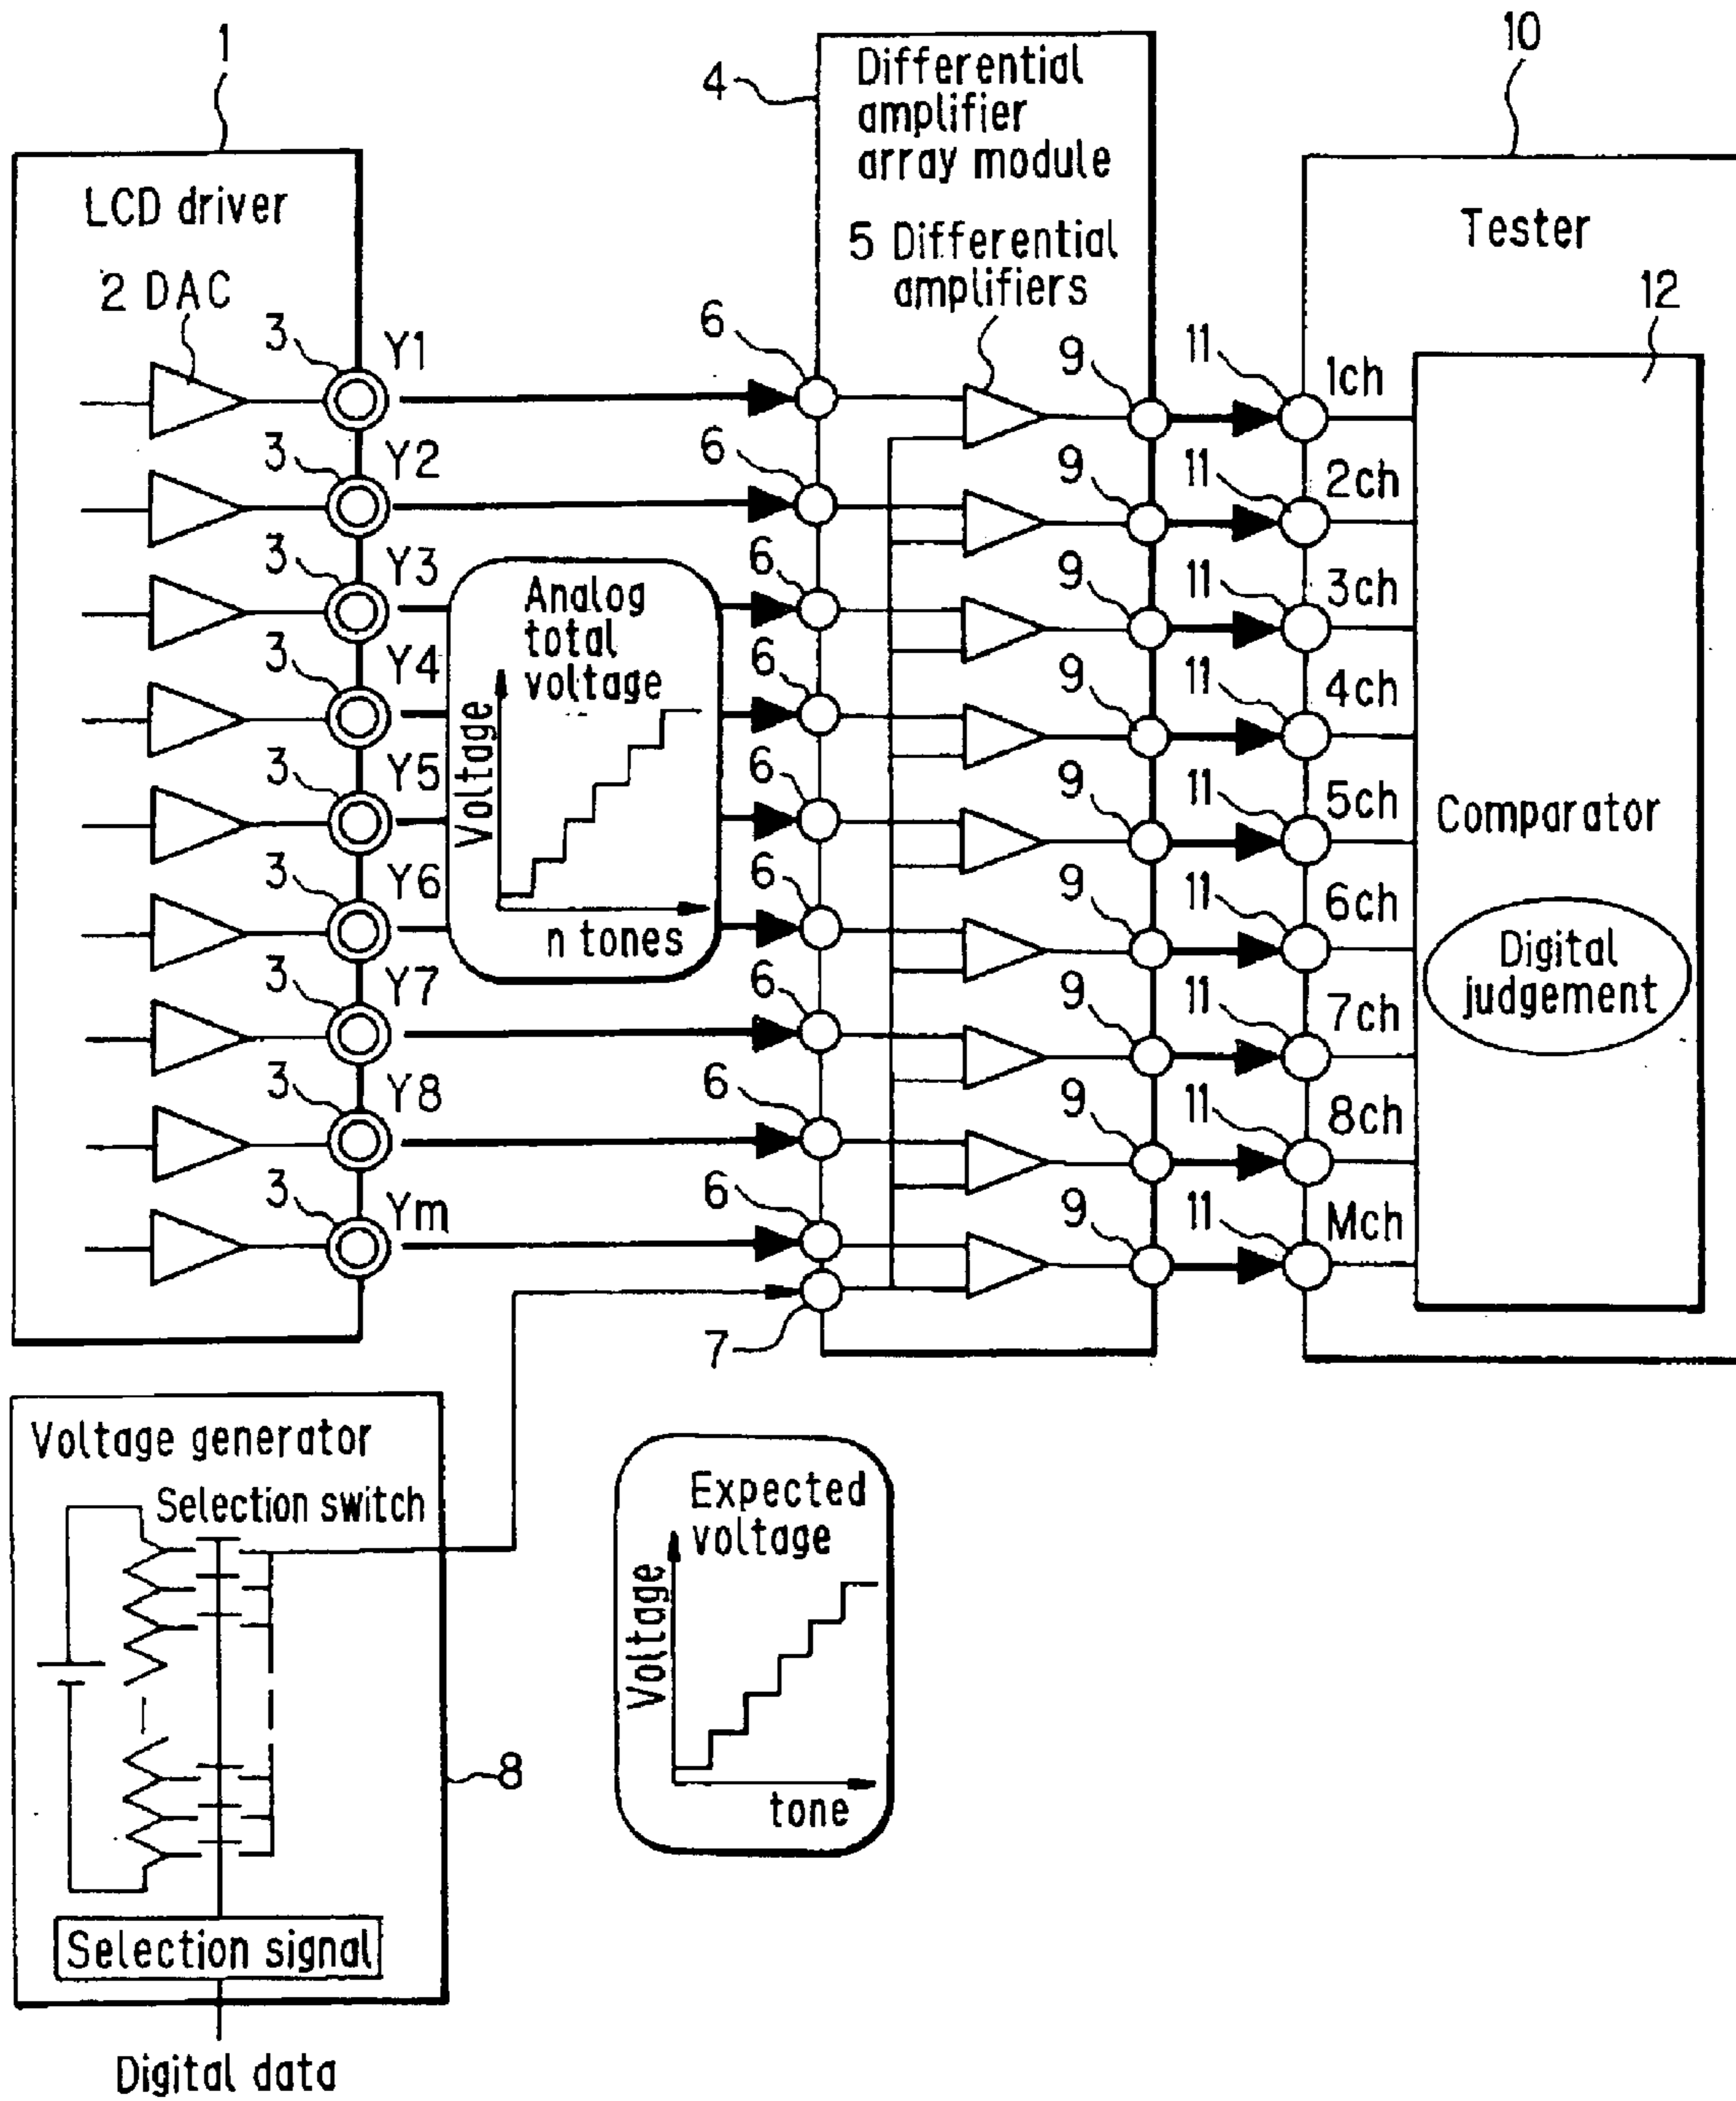 1
4
Differential
amplifier
array module
10
LCD driver
2 DAC
5 Differential
amplifiers
Tester
12
3 Y1 6 9 11 1ch
3 Y2 6 9 11 2ch
3 Y3 6 9 11 3ch
3 Y4 6 9 11 4ch
3 Y5 6 9 11 5ch
3 Y6 6 9 11 6ch
3 Y7 6 9 11 7ch
3 Y8 6 9 11 8ch
3 Ym 6 9 11 Mch
7
Analog
total
voltage
Voltage
n tones
Comparator
Digital
judgement
Voltage generator
Selection switch
8
Selection signal
Digital data
Expected
voltage
Voltage
tone